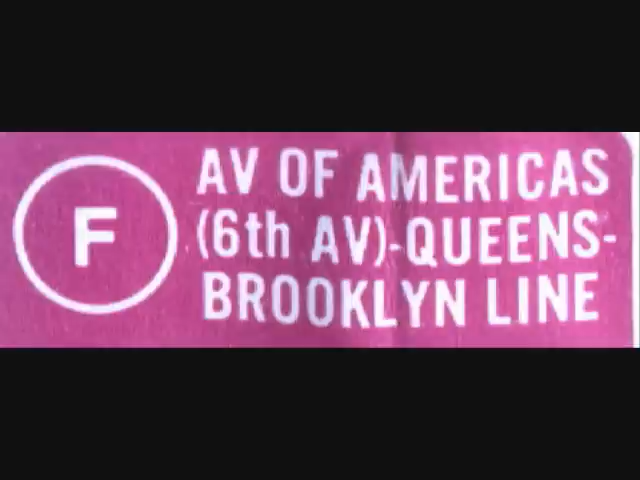 F
AV OF AMERICAS
(6th AV)-QUEENS-
BROOKLYN LINE